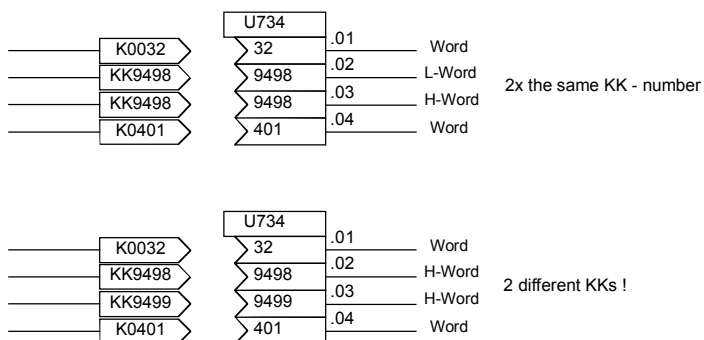 U734
K0032 32 .01 Word
KK9498 9498 .02 L-Word
KK9498 9498 .03 H-Word
K0401 401 .04 Word
2x the same KK - number
U734
K0032 32 .01 Word
KK9498 9498 .02 H-Word
KK9499 9499 .03 H-Word
K0401 401 .04 Word
2 different KKs !